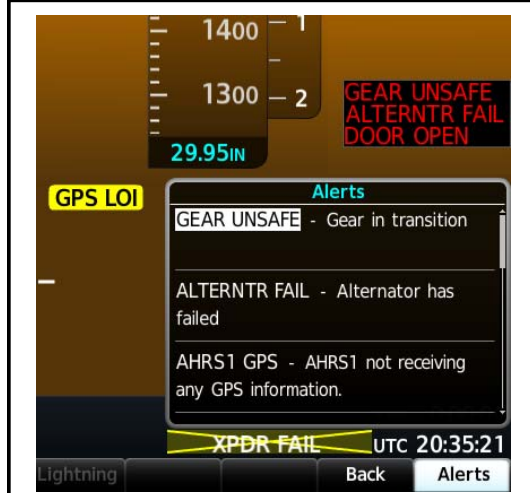 1400
1
1300
2
GEAR UNSAFE
ALTERNTR FAIL
DOOR OPEN
29.95IN
GPS LOI
Alerts
GEAR UNSAFE - Gear in transition
ALTERNTR FAIL - Alternator has
failed
AHRS1 GPS - AHRS1 not receiving
any GPS information.
XPDR FAIL UTC 20:35:21
Lightning Back Alerts